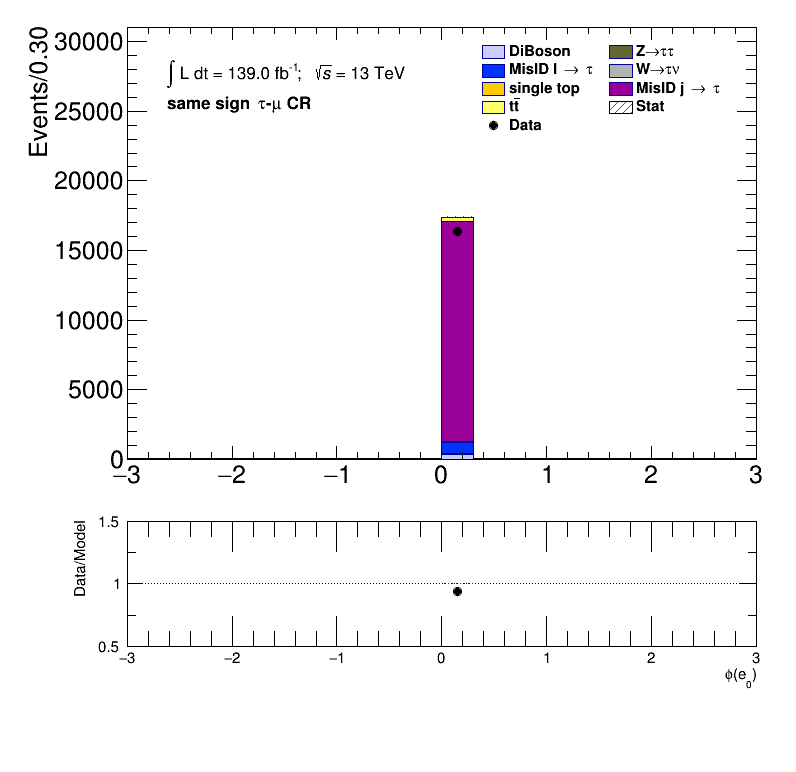 Events/0.30
30000
25000
20000
15000
10000
5000
0
∫ L dt = 139.0 fb⁻¹; √s = 13 TeV
same sign τ-μ CR
DiBoson
MisID l → τ
single top
tt̄
Data
Z→ττ
W→τν
MisID j → τ
Stat
−3 −2 −1 0 1 2 3
Data/Model
1.5
1
0.5
−3 −2 −1 0 1 2 3
ϕ(e₀)